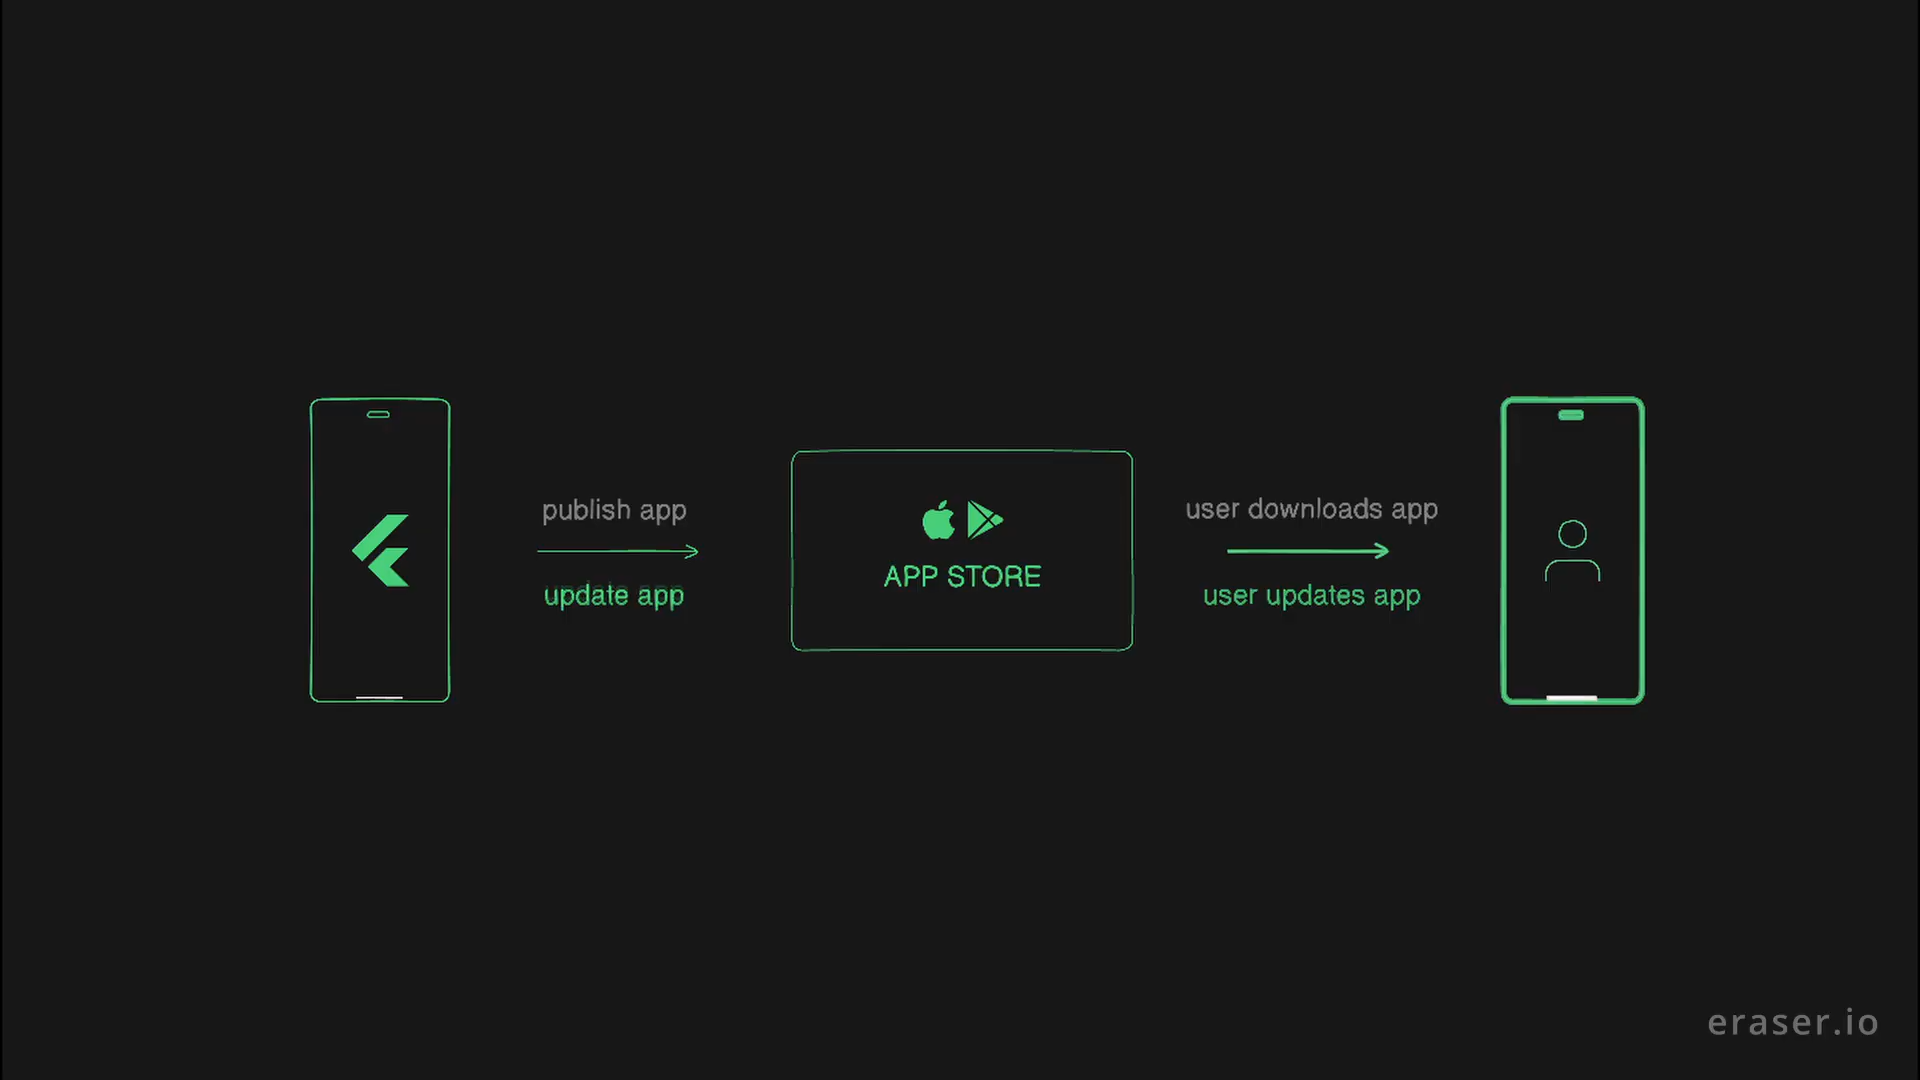 publish app
update app
APP STORE
user downloads app
user updates app
eraser.io